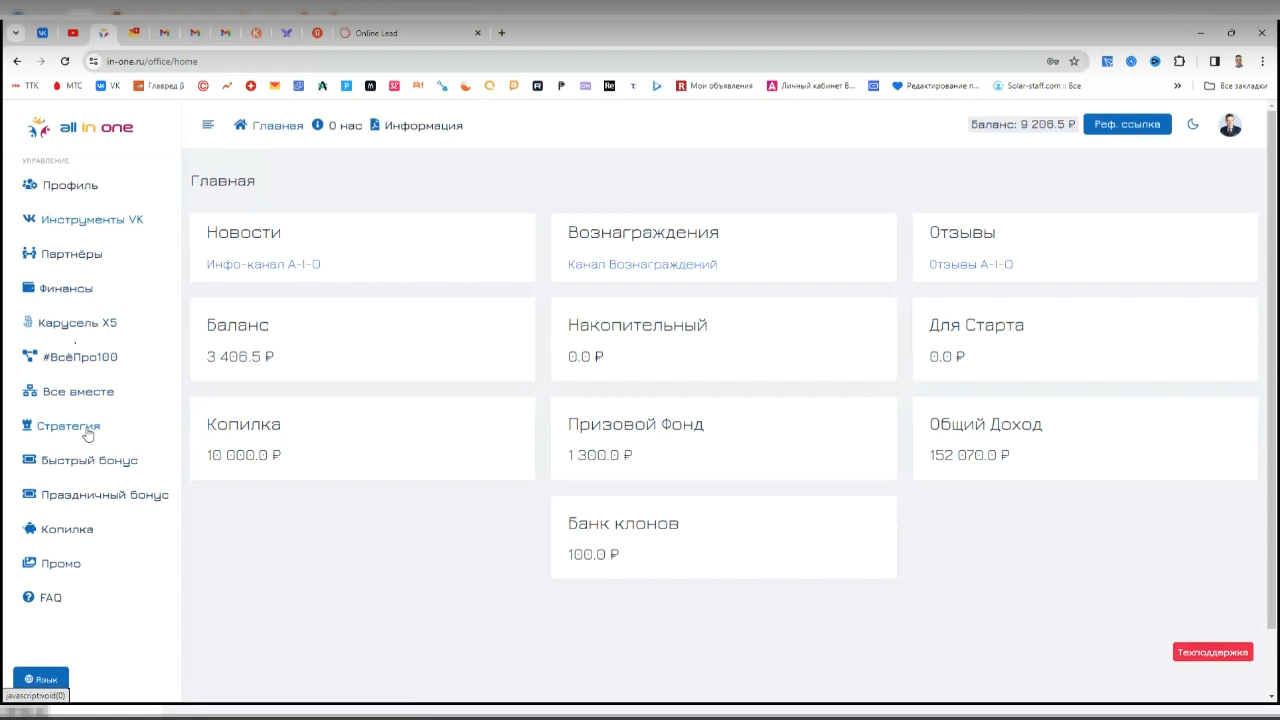 Online Lead
in-one.ru/office/home
ТТК
МТС
VK
Главред β
Мои объявления
Личный кабинет В...
Редактирование п...
Solar-staff.com :: Все
Все закладки
all in one
Главная
О нас
Информация
Баланс: 9 206.5 ₽
Реф. ссылка
УПРАВЛЕНИЕ
Профиль
Инструменты VK
Партнёры
Финансы
Карусель X5
#ВсёПро100
Все вместе
Стратегия
Быстрый бонус
Праздничный бонус
Копилка
Промо
FAQ
Язык
javascript:void(0)
Главная
Новости
Инфо-канал A-I-O
Вознаграждения
Канал Вознаграждений
Отзывы
Отзывы A-I-O
Баланс
3 406.5 ₽
Накопительный
0.0 ₽
Для Старта
0.0 ₽
Копилка
10 000.0 ₽
Призовой Фонд
1 300.0 ₽
Общий Доход
152 070.0 ₽
Банк клонов
100.0 ₽
Техподдержка